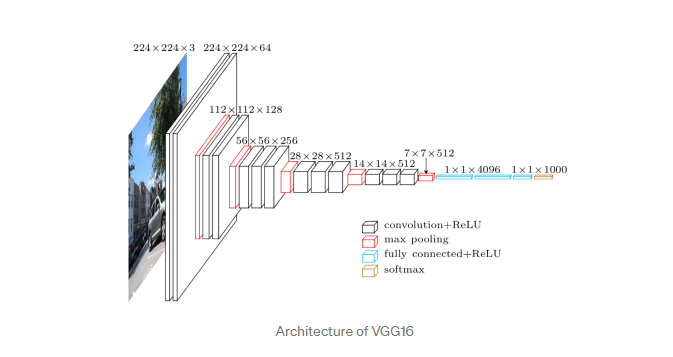 224×224×3
224×224×64
112×112×128
56×56×256
28×28×512
14×14×512
7×7×512
1×1×4096
1×1×1000
convolution+ReLU
max pooling
fully connected+ReLU
softmax
Architecture of VGG16